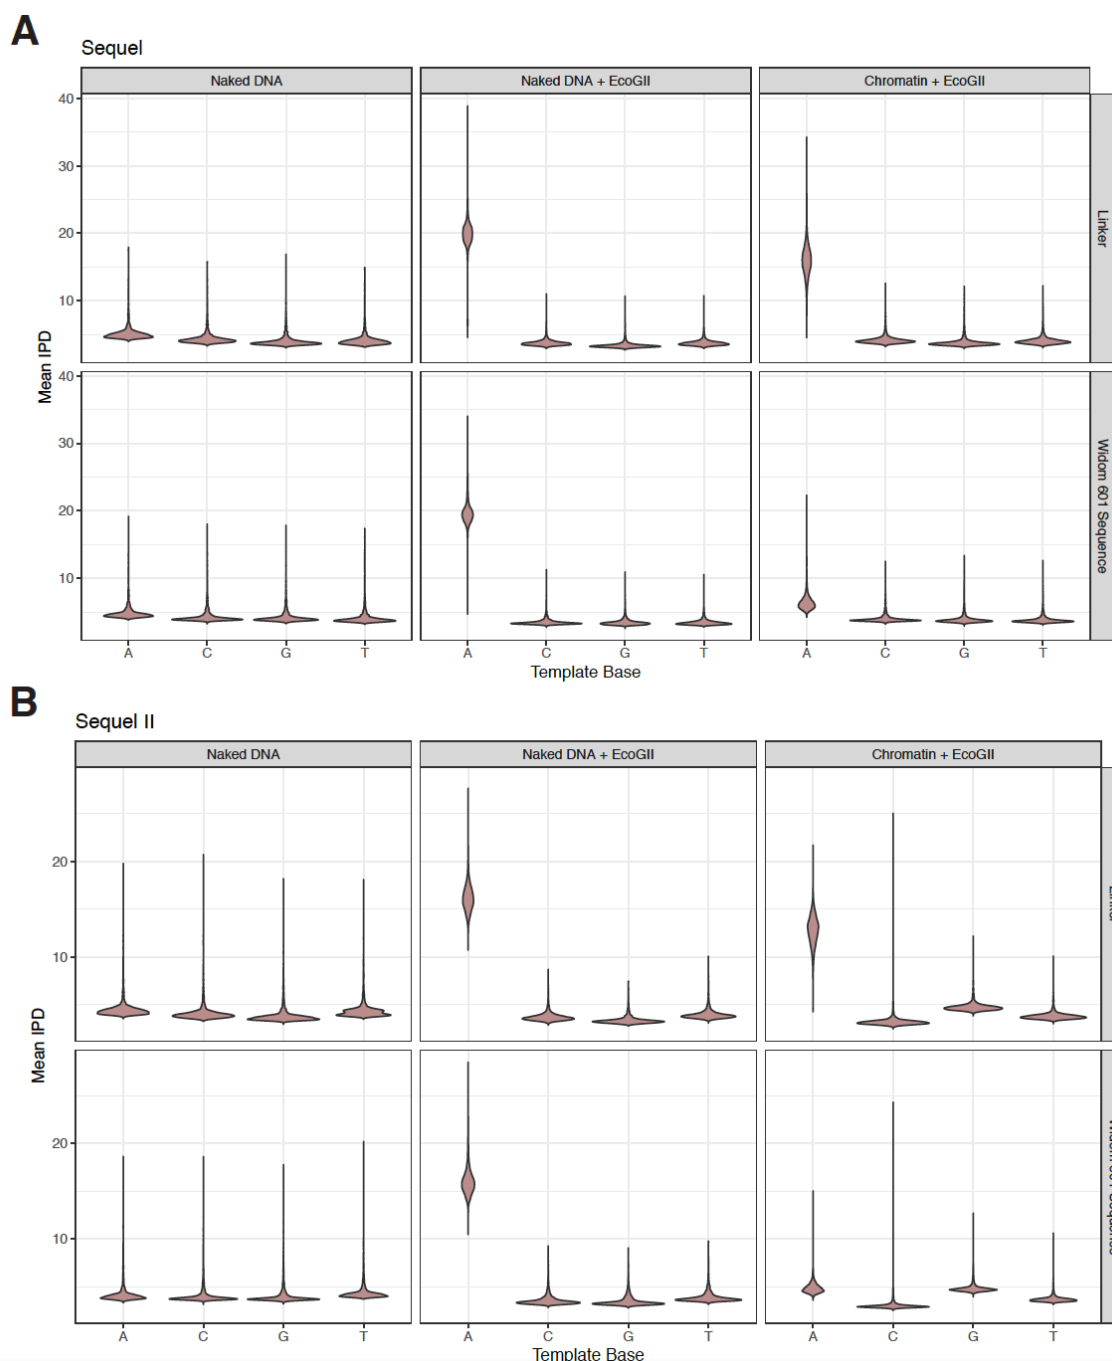 A
Sequel
Naked DNA
Naked DNA + EcoGII
Chromatin + EcoGII
40
30
20
10
Linker
Mean IPD
40
30
20
10
Widom 601 Sequence
A C G T A C G T A C G T
Template Base
B
Sequel II
Naked DNA
Naked DNA + EcoGII
Chromatin + EcoGII
20
10
Mean IPD
20
10
A C G T A C G T A C G T
Template Base